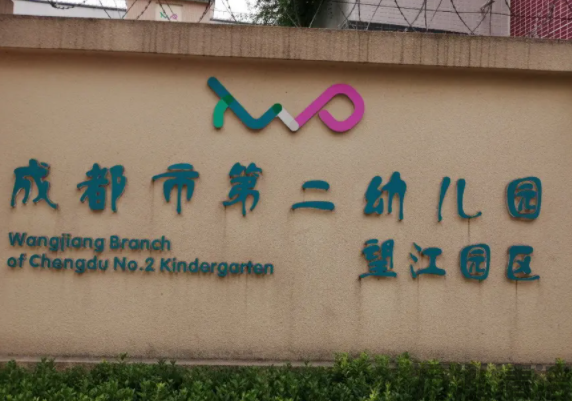 成都市第二幼儿园
Wangjiang Branch
of Chengdu No.2 Kindergarten
望江园区